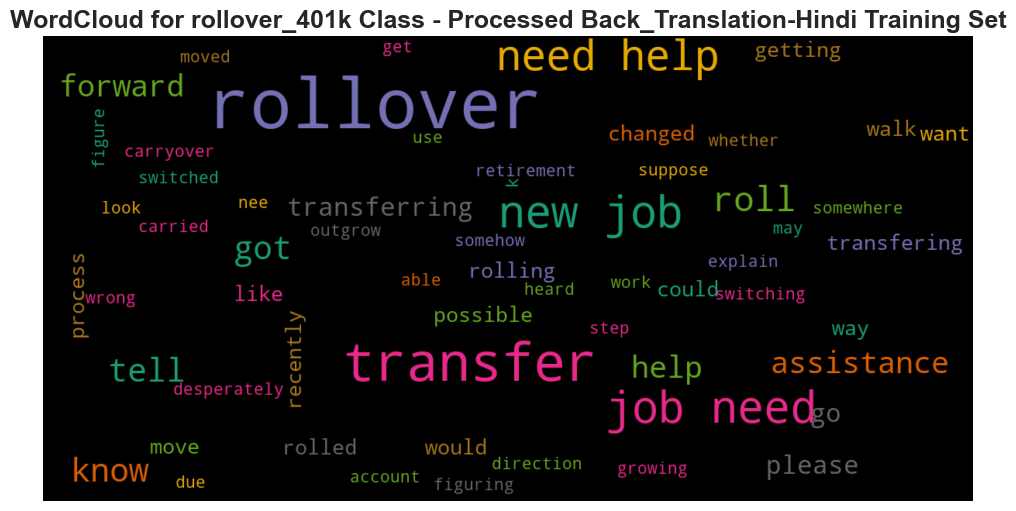 WordCloud for rollover_401k Class - Processed Back_Translation-Hindi Training Set
get
moved
need help
getting
forward
rollover
figure
use
changed
whether
walk
want
carryover
retirement
suppose
switched
k
look
nee
transferring
new job
roll
somewhere
carried
outgrow
may
got
somehow
transfering
process
rolling
explain
able
heard
work
could
switching
wrong
like
recently
possible
step
way
tell
transfer
help
assistance
desperately
job need
go
move
rolled
would
know
direction
growing
please
due
account
figuring